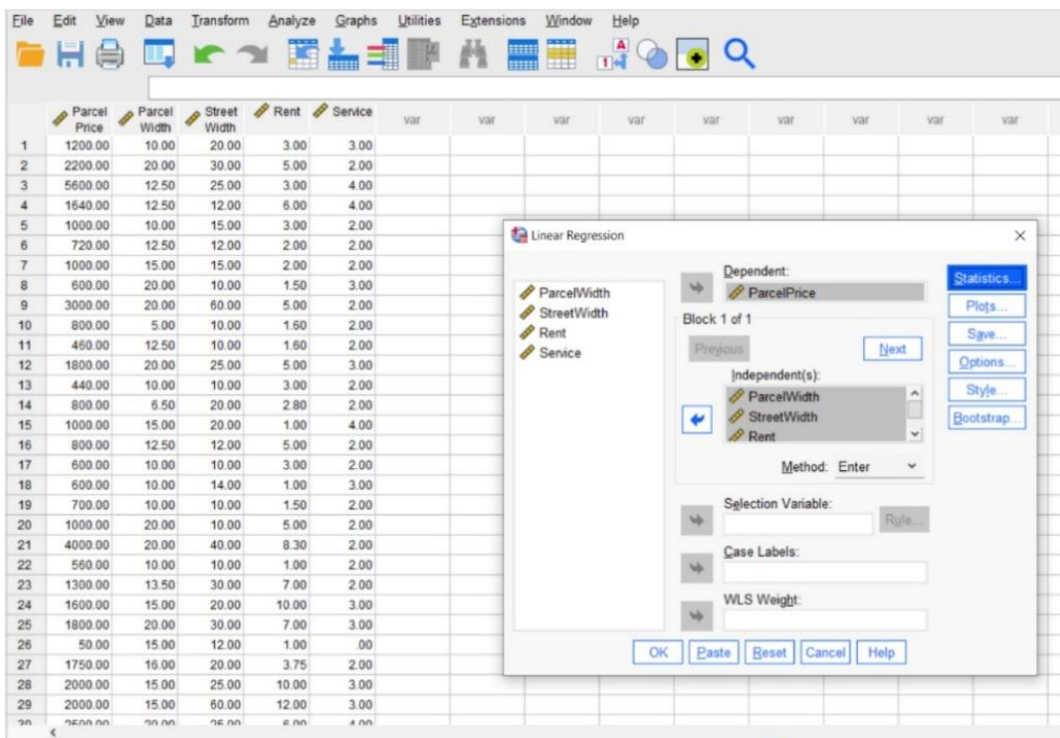 File Edit View Data Transform Analyze Graphs Utilities Extensions Window Help
A
1
Parcel Price Parcel Width Street Width Rent Service var var var var var var var var var
1 1200.00 10.00 20.00 3.00 3.00
2 2200.00 20.00 30.00 5.00 2.00
3 5600.00 12.50 25.00 3.00 4.00
4 1640.00 12.50 12.00 6.00 4.00
5 1000.00 10.00 15.00 3.00 2.00
6 720.00 12.50 12.00 2.00 2.00
7 1000.00 15.00 15.00 2.00 2.00
8 600.00 20.00 10.00 1.50 3.00
9 3000.00 20.00 60.00 5.00 2.00
10 800.00 5.00 10.00 1.60 2.00
11 460.00 12.50 10.00 1.60 2.00
12 1800.00 20.00 25.00 5.00 3.00
13 440.00 10.00 10.00 3.00 2.00
14 800.00 6.50 20.00 2.80 2.00
15 1000.00 15.00 20.00 1.00 4.00
16 800.00 12.50 12.00 5.00 2.00
17 600.00 10.00 10.00 3.00 2.00
18 600.00 10.00 14.00 1.00 3.00
19 700.00 10.00 10.00 1.50 2.00
20 1000.00 20.00 10.00 5.00 2.00
21 4000.00 20.00 40.00 8.30 2.00
22 560.00 10.00 10.00 1.00 2.00
23 1300.00 13.50 30.00 7.00 2.00
24 1600.00 15.00 20.00 10.00 3.00
25 1800.00 20.00 30.00 7.00 3.00
26 50.00 15.00 12.00 1.00 .00
27 1750.00 16.00 20.00 3.75 2.00
28 2000.00 15.00 25.00 10.00 3.00
29 2000.00 15.00 60.00 12.00 3.00
Linear Regression
ParcelWidth
StreetWidth
Rent
Service
Dependent:
ParcelPrice
Block 1 of 1
Previous Next
Independent(s):
ParcelWidth
StreetWidth
Rent
Method: Enter
Selection Variable:
Rule...
Case Labels:
WLS Weight:
Statistics...
Plots...
Save...
Options...
Style...
Bootstrap...
OK Paste Reset Cancel Help